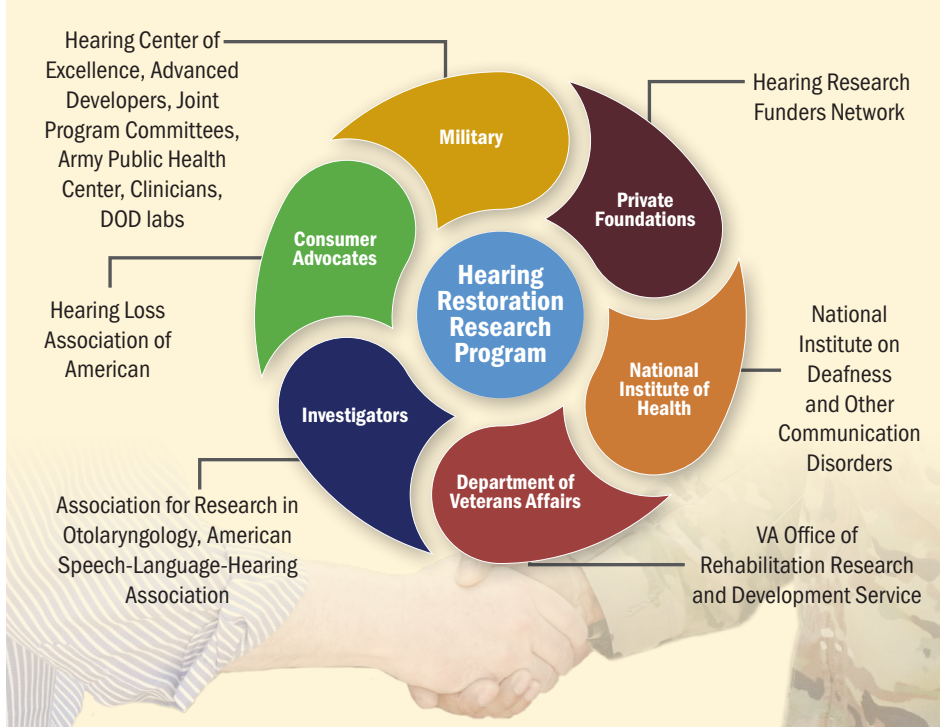 Hearing Center of
Excellence, Advanced
Developers, Joint
Program Committees,
Army Public Health
Center, Clinicians,
DOD labs
Military
Hearing Research
Funders Network
Private
Foundations
Consumer
Advocates
Hearing
Restoration
Research
Program
Hearing Loss
Association of
American
National
Institute on
Deafness
and Other
Communication
Disorders
National
Institute of
Health
Investigators
Department of
Veterans Affairs
Association for Research in
Otolaryngology, American
Speech-Language-Hearing
Association
VA Office of
Rehabilitation Research
and Development Service